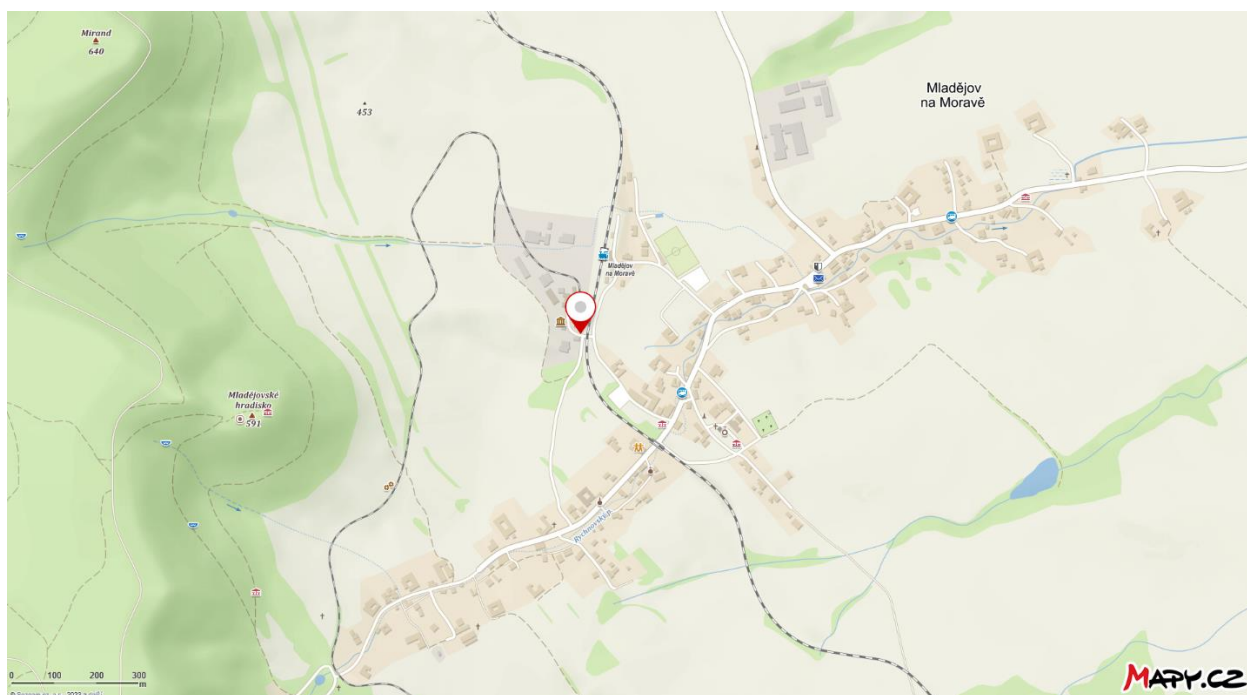 Mirand
640
453
Mladějov
na Moravě
Mladějov
na Moravě
Mladějovské
hradisko
591
Rychnovský p.
0 100 200 300
m
MAPY.CZ